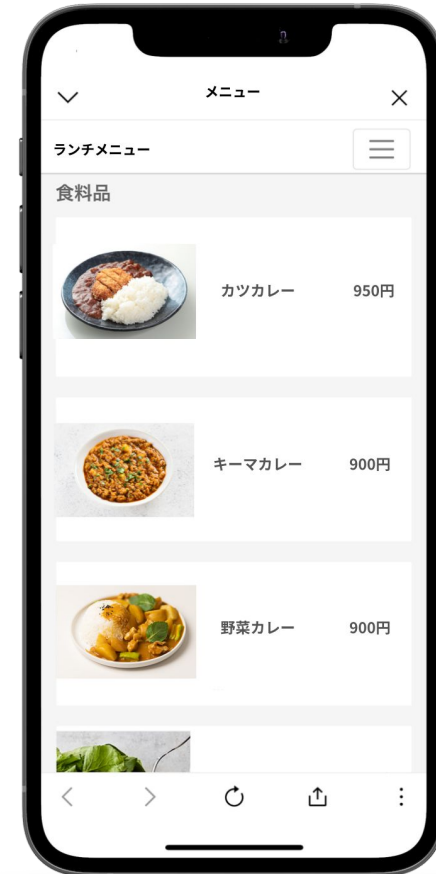 メニュー
ランチメニュー
食料品
カツカレー 950円
キーマカレー 900円
野菜カレー 900円